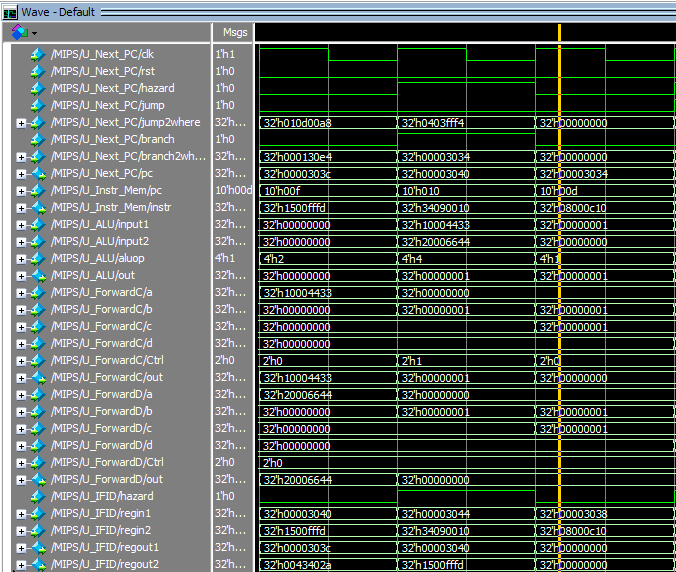 Wave - Default
Msgs
/MIPS/U_Next_PC/clk 1'h1
/MIPS/U_Next_PC/rst 1'h0
/MIPS/U_Next_PC/hazard 1'h0
/MIPS/U_Next_PC/jump 1'h0
/MIPS/U_Next_PC/jump2where 32'h... 32'h010d00a8 32'h0403fff4 32'h00000000
/MIPS/U_Next_PC/branch 1'h0
/MIPS/U_Next_PC/branch2wh... 32'h... 32'h000130e4 32'h00003034 32'h00000000
/MIPS/U_Next_PC/pc 32'h... 32'h0000303c 32'h00003040 32'h00003034
/MIPS/U_Instr_Mem/pc 10'h00d 10'h00f 10'h010 10'h00d
/MIPS/U_Instr_Mem/instr 32'h... 32'h1500fffd 32'h34090010 32'h08000c10
/MIPS/U_ALU/input1 32'h... 32'h00000000 32'h10004433 32'h00000001
/MIPS/U_ALU/input2 32'h... 32'h00000000 32'h20006644 32'h00000000
/MIPS/U_ALU/aluop 4'h1 4'h2 4'h4 4'h1
/MIPS/U_ALU/out 32'h... 32'h00000000 32'h00000001 32'h00000001
/MIPS/U_ForwardC/a 32'h... 32'h10004433 32'h00000000
/MIPS/U_ForwardC/b 32'h... 32'h00000000 32'h00000001 32'h00000001
/MIPS/U_ForwardC/c 32'h... 32'h00000000 32'h00000001
/MIPS/U_ForwardC/d 32'h... 32'h00000000
/MIPS/U_ForwardC/Ctrl 2'h0 2'h0 2'h1 2'h0
/MIPS/U_ForwardC/out 32'h... 32'h10004433 32'h00000001 32'h00000000
/MIPS/U_ForwardD/a 32'h... 32'h20006644 32'h00000000
/MIPS/U_ForwardD/b 32'h... 32'h00000000 32'h00000001 32'h00000001
/MIPS/U_ForwardD/c 32'h... 32'h00000000 32'h00000001
/MIPS/U_ForwardD/d 32'h... 32'h00000000
/MIPS/U_ForwardD/Ctrl 2'h0 2'h0
/MIPS/U_ForwardD/out 32'h... 32'h20006644 32'h00000000
/MIPS/U_IFID/hazard 1'h0
/MIPS/U_IFID/regin1 32'h... 32'h00003040 32'h00003044 32'h00003038
/MIPS/U_IFID/regin2 32'h... 32'h1500fffd 32'h34090010 32'h08000c10
/MIPS/U_IFID/regout1 32'h... 32'h0000303c 32'h00003040 32'h00000000
/MIPS/U_IFID/regout2 32'h... 32'h0043402a 32'h1500fffd 32'h00000000